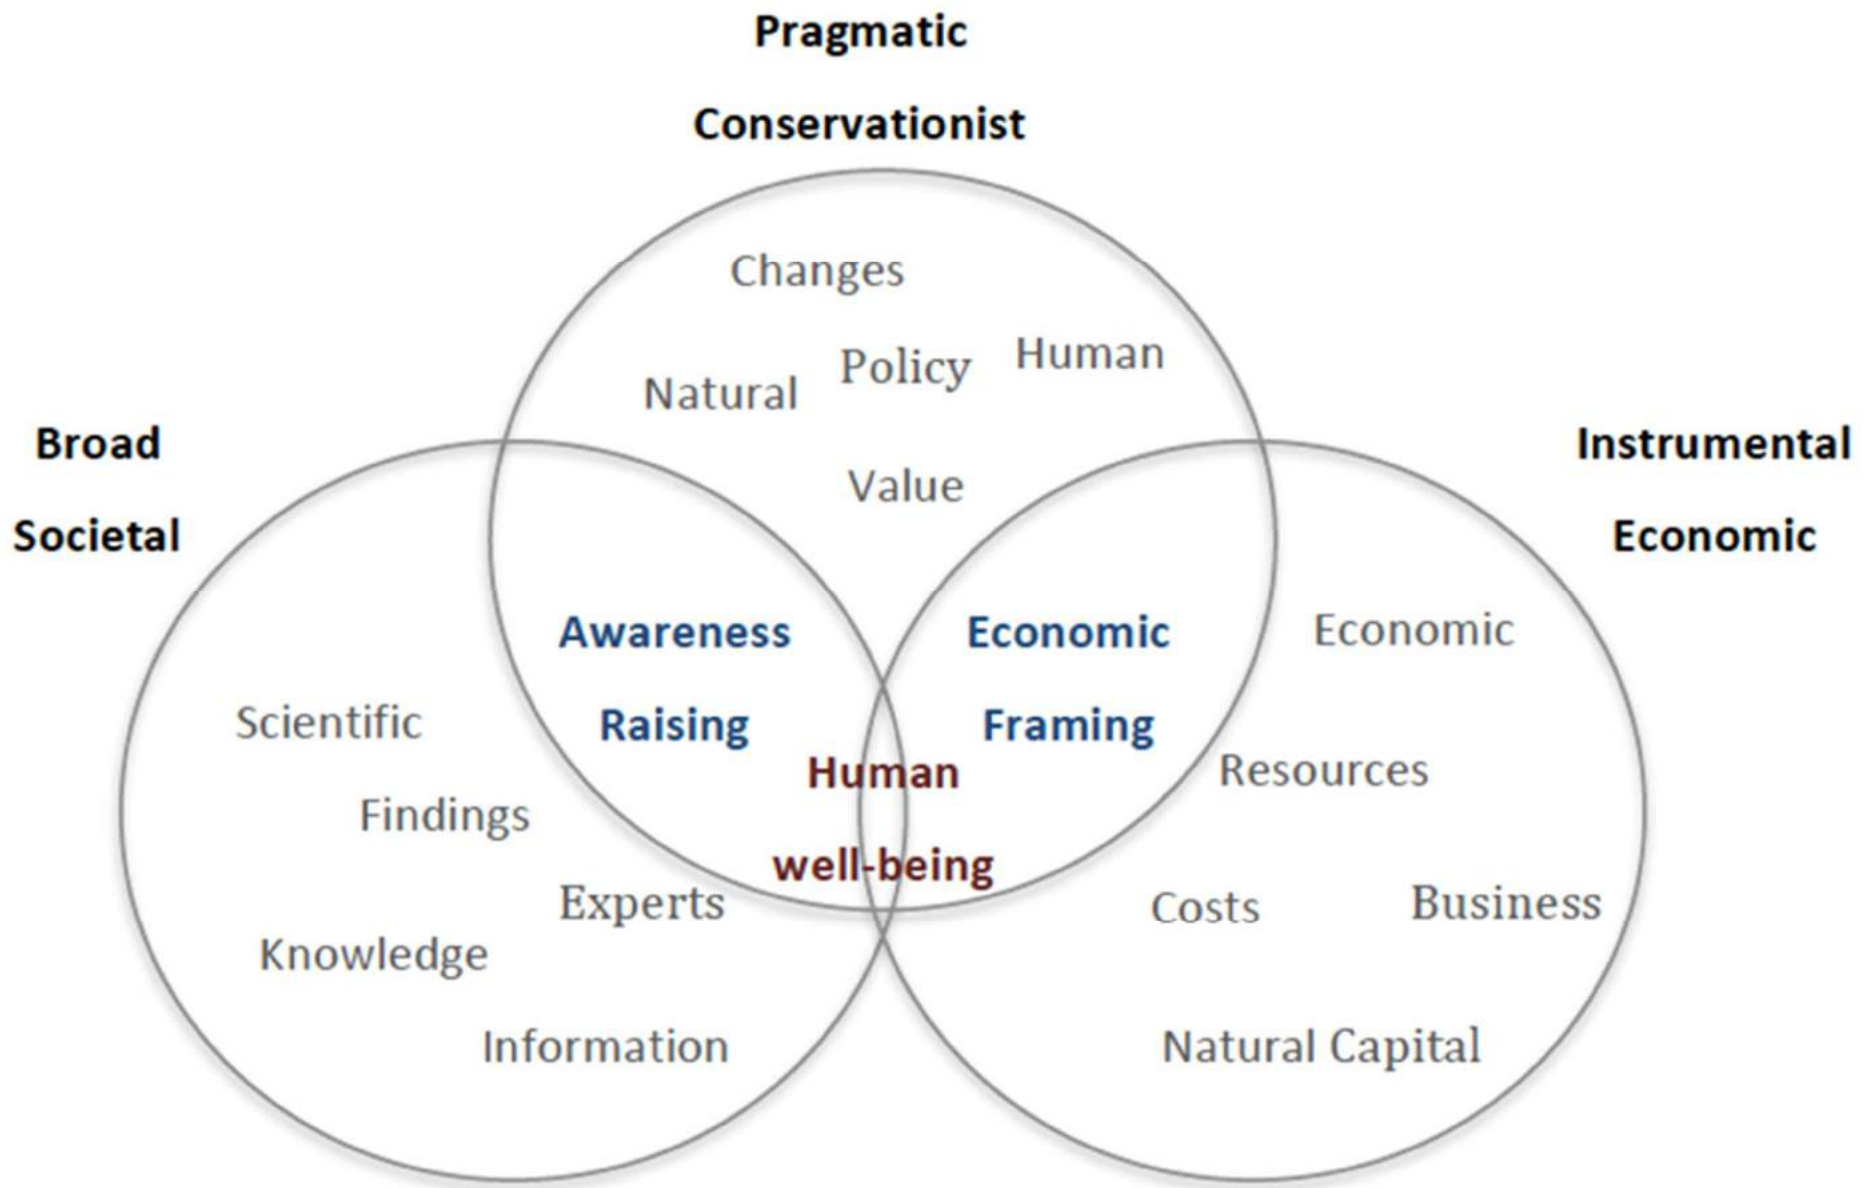 Pragmatic
Conservationist
Changes
Human
Policy
Natural
Value
Broad
Societal
Instrumental
Economic
Awareness
Raising
Economic
Framing
Human
well-being
Scientific
Findings
Experts
Knowledge
Information
Economic
Resources
Costs
Business
Natural Capital